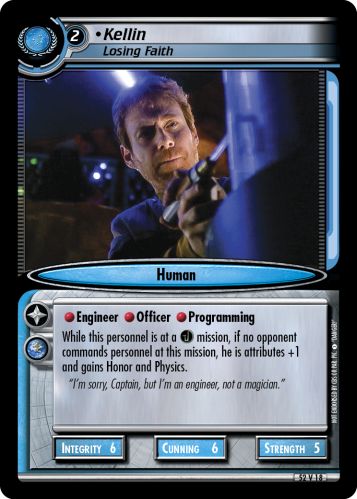 2
•Kellin
Losing Faith
Human
Engineer Officer Programming
While this personnel is at a mission, if no opponent
commands personnel at this mission, he is attributes +1
and gains Honor and Physics.
"I'm sorry, Captain, but I'm an engineer, not a magician."
INTEGRITY 6 CUNNING 6 STRENGTH 5
52 V 18